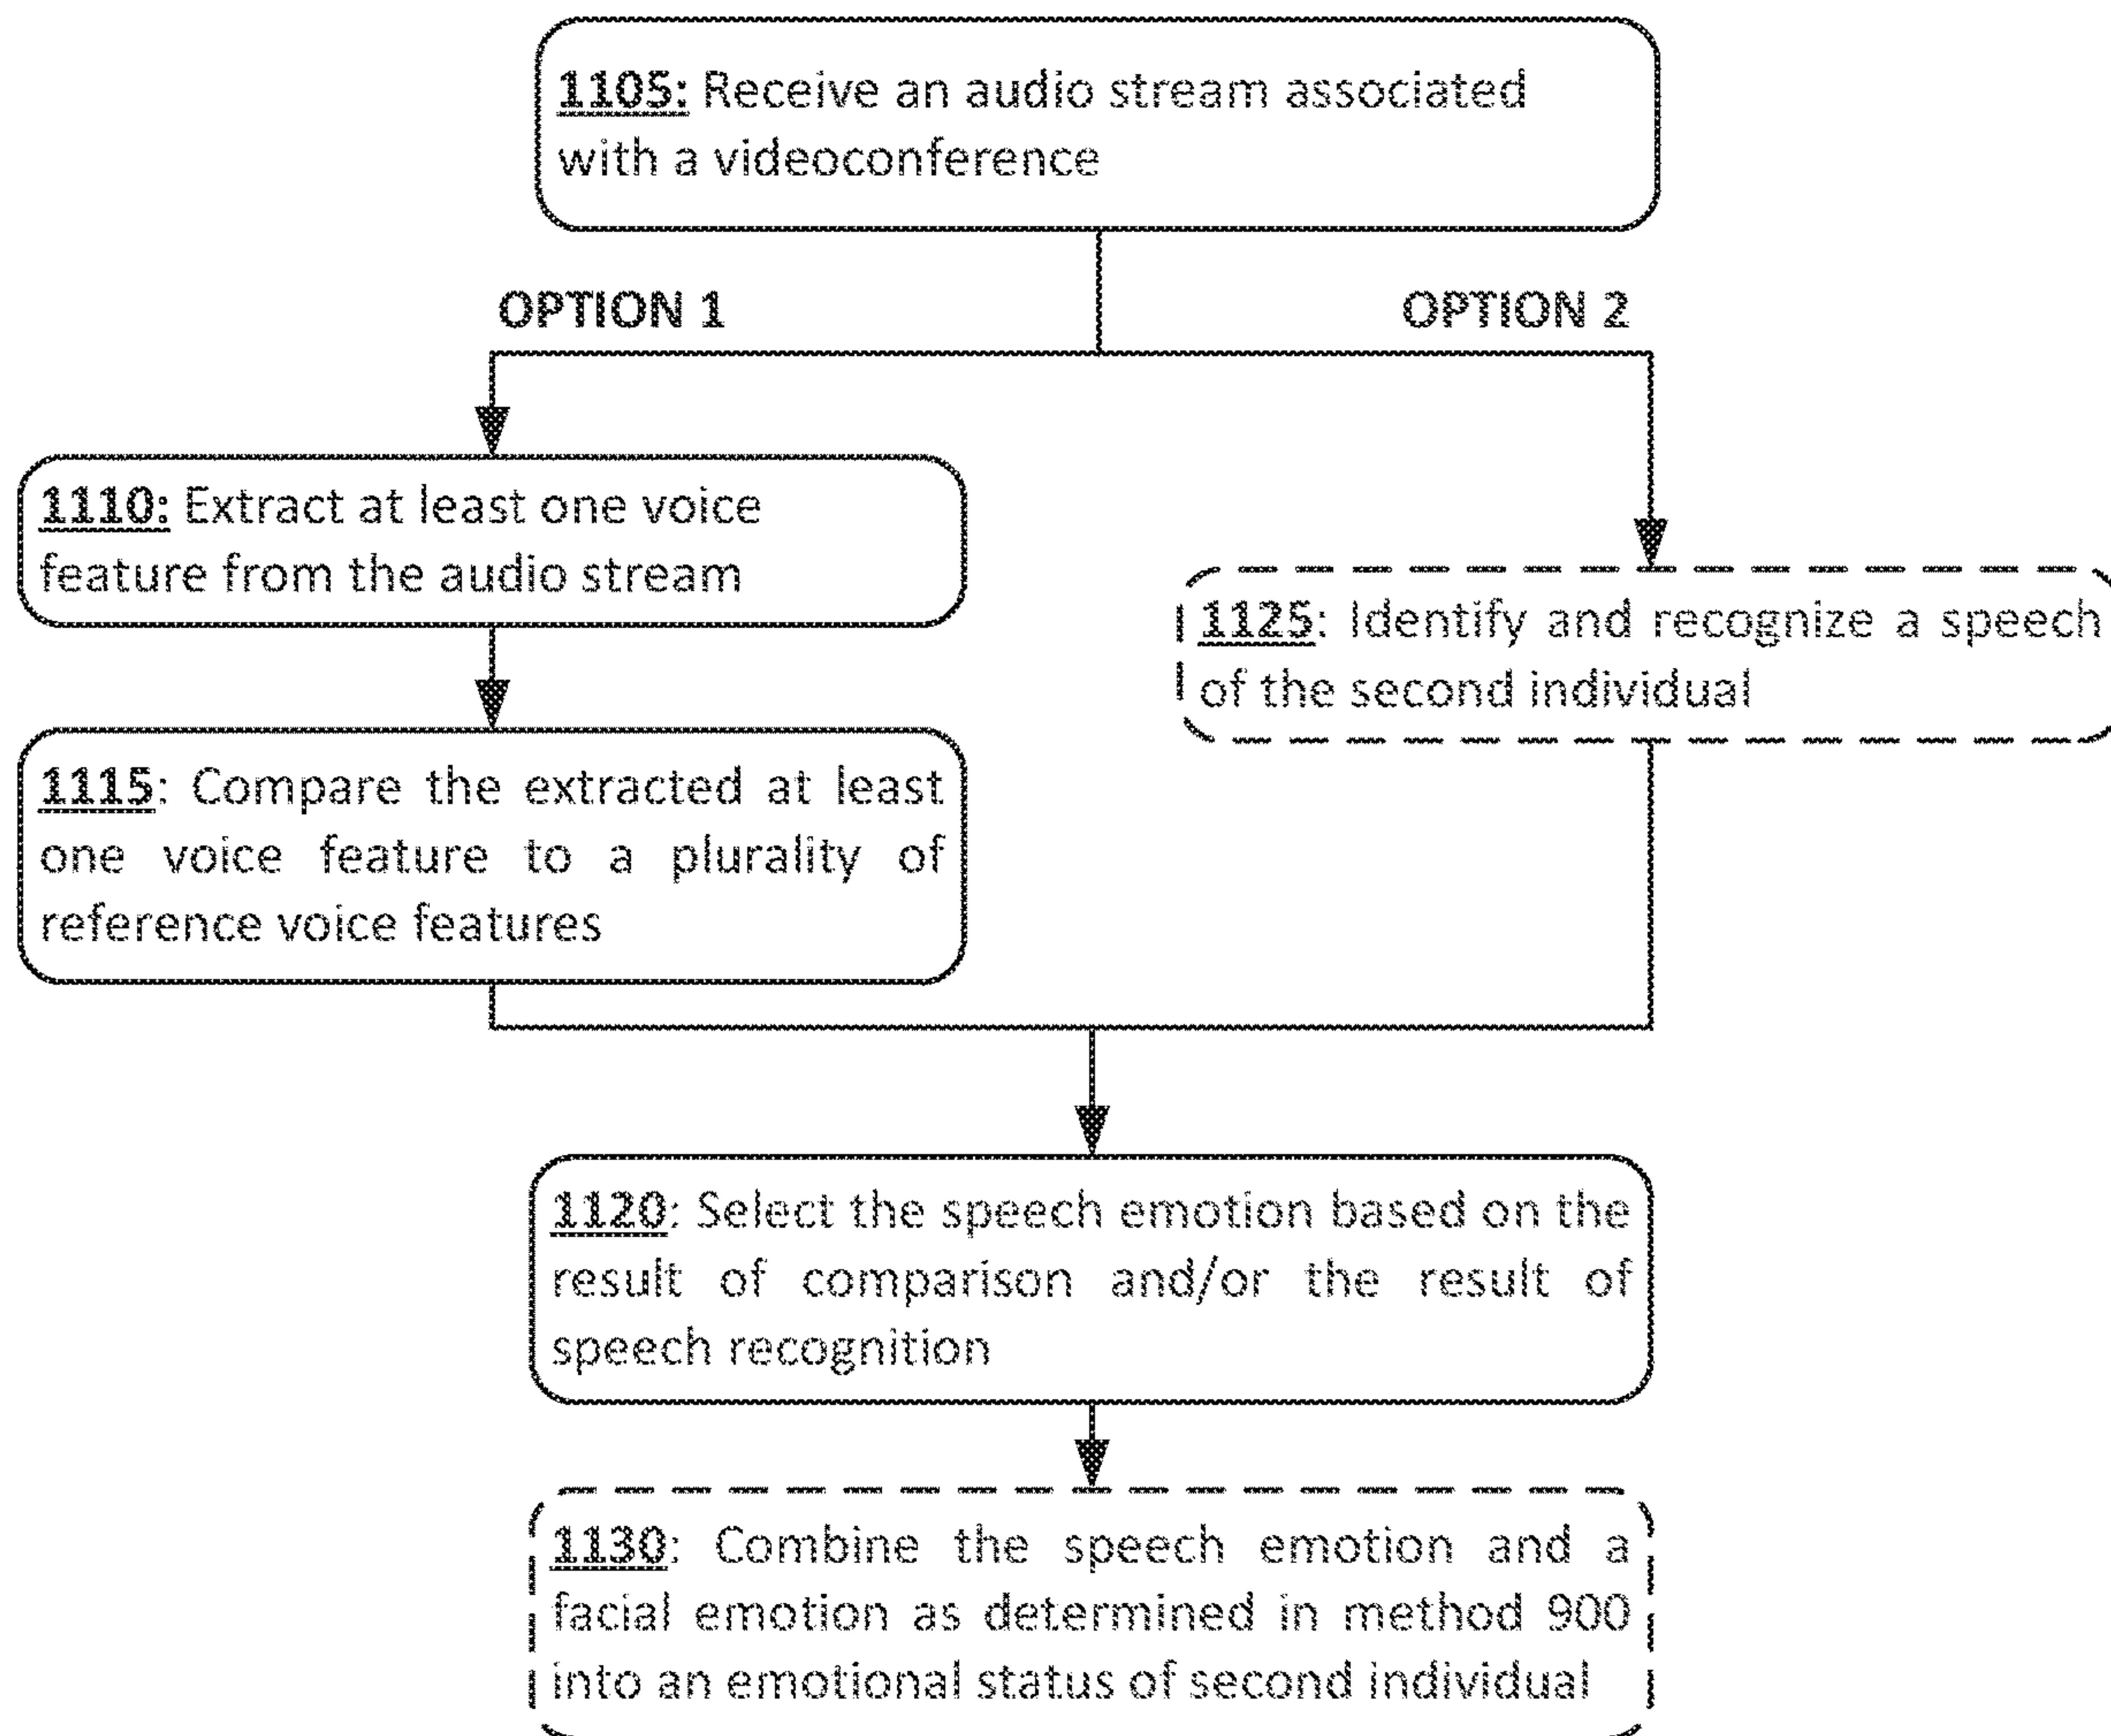 1105: Receive an audio stream associated
with a videoconference
OPTION 1
OPTION 2
1110: Extract at least one voice
feature from the audio stream
1125: Identify and recognize a speech
of the second individual
1115: Compare the extracted at least
one voice feature to a plurality of
reference voice features
1120: Select the speech emotion based on the
result of comparison and/or the result of
speech recognition
1130: Combine the speech emotion and a
facial emotion as determined in method 900
into an emotional status of second individual